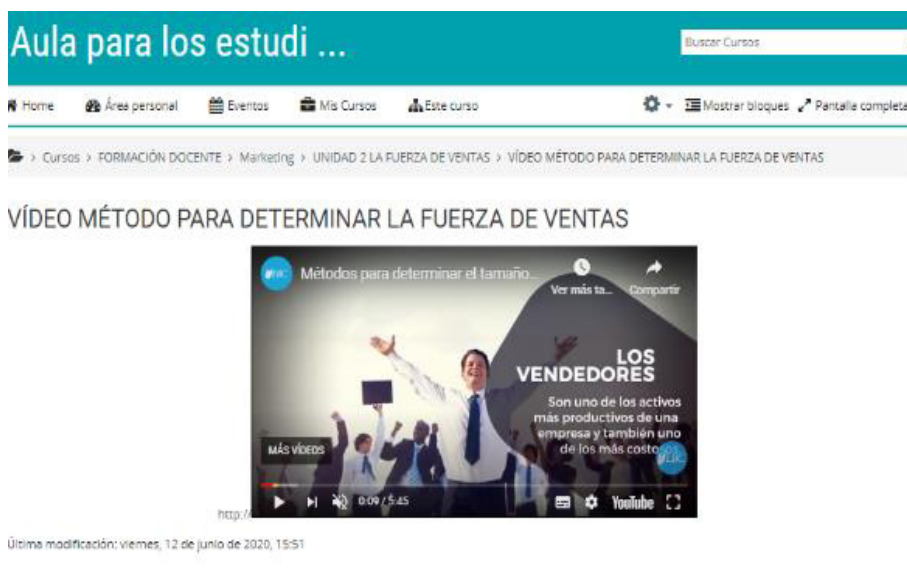 Aula para los estudi ...
Buscar Cursos
Home Área personal Eventos Mis Cursos Este curso Mostrar bloques Pantalla completa
> Cursos > FORMACIÓN DOCENTE > Marketing > UNIDAD 2 LA FUERZA DE VENTAS > VÍDEO MÉTODO PARA DETERMINAR LA FUERZA DE VENTAS
VÍDEO MÉTODO PARA DETERMINAR LA FUERZA DE VENTAS
Métodos para determinar el tamaño...
Ver más ta... Compartir
LOS
VENDEDORES
Son uno de los activos
más productivos de una
empresa y también uno
de los más costosos
MÁS VÍDEOS
0:09 / 5:45
YouTube
http:/
Última modificación: viernes, 12 de junio de 2020, 15:51